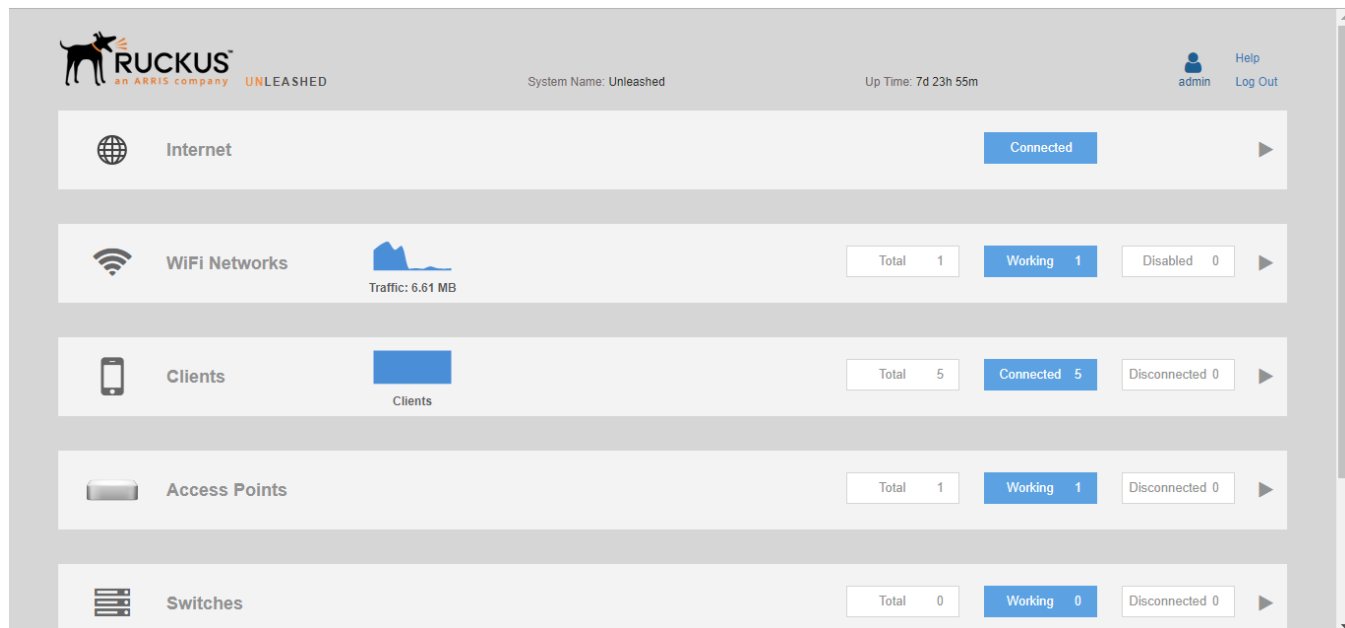 RUCKUS™
an ARRIS company UNLEASHED
System Name: Unleashed
Up Time: 7d 23h 55m
admin
Help
Log Out
Internet
Connected
WiFi Networks
Traffic: 6.61 MB
Total 1
Working 1
Disabled 0
Clients
Clients
Total 5
Connected 5
Disconnected 0
Access Points
Total 1
Working 1
Disconnected 0
Switches
Total 0
Working 0
Disconnected 0